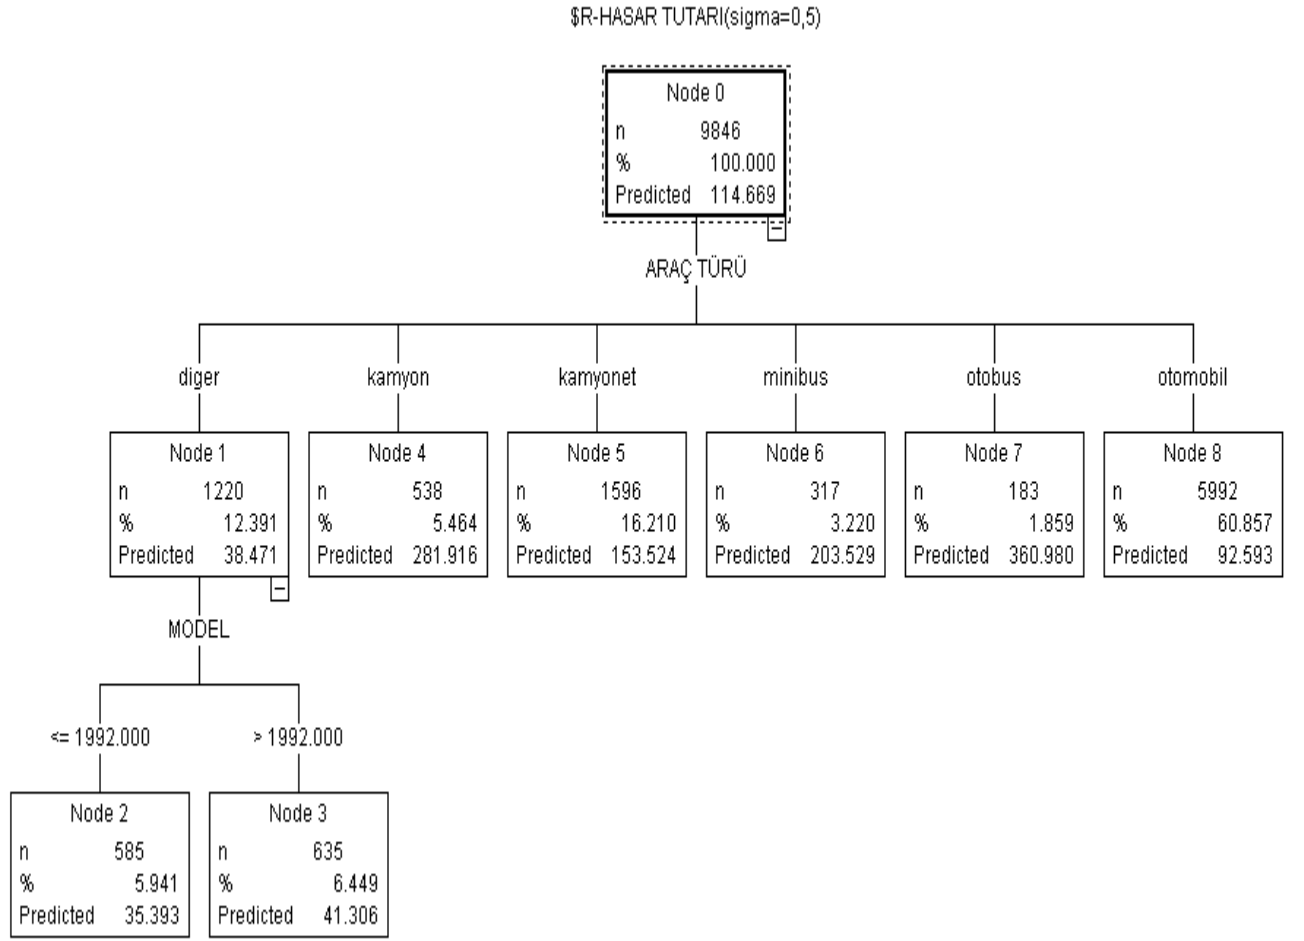 $R-HASAR TUTARI(sigma=0,5)
Node 0
n 9846
% 100.000
Predicted 114.669
ARAÇ TÜRÜ
diger
kamyon
kamyonet
minibus
otobus
otomobil
Node 1
n 1220
% 12.391
Predicted 38.471
Node 4
n 538
% 5.464
Predicted 281.916
Node 5
n 1596
% 16.210
Predicted 153.524
Node 6
n 317
% 3.220
Predicted 203.529
Node 7
n 183
% 1.859
Predicted 360.980
Node 8
n 5992
% 60.857
Predicted 92.593
MODEL
<= 1992.000
> 1992.000
Node 2
n 585
% 5.941
Predicted 35.393
Node 3
n 635
% 6.449
Predicted 41.306